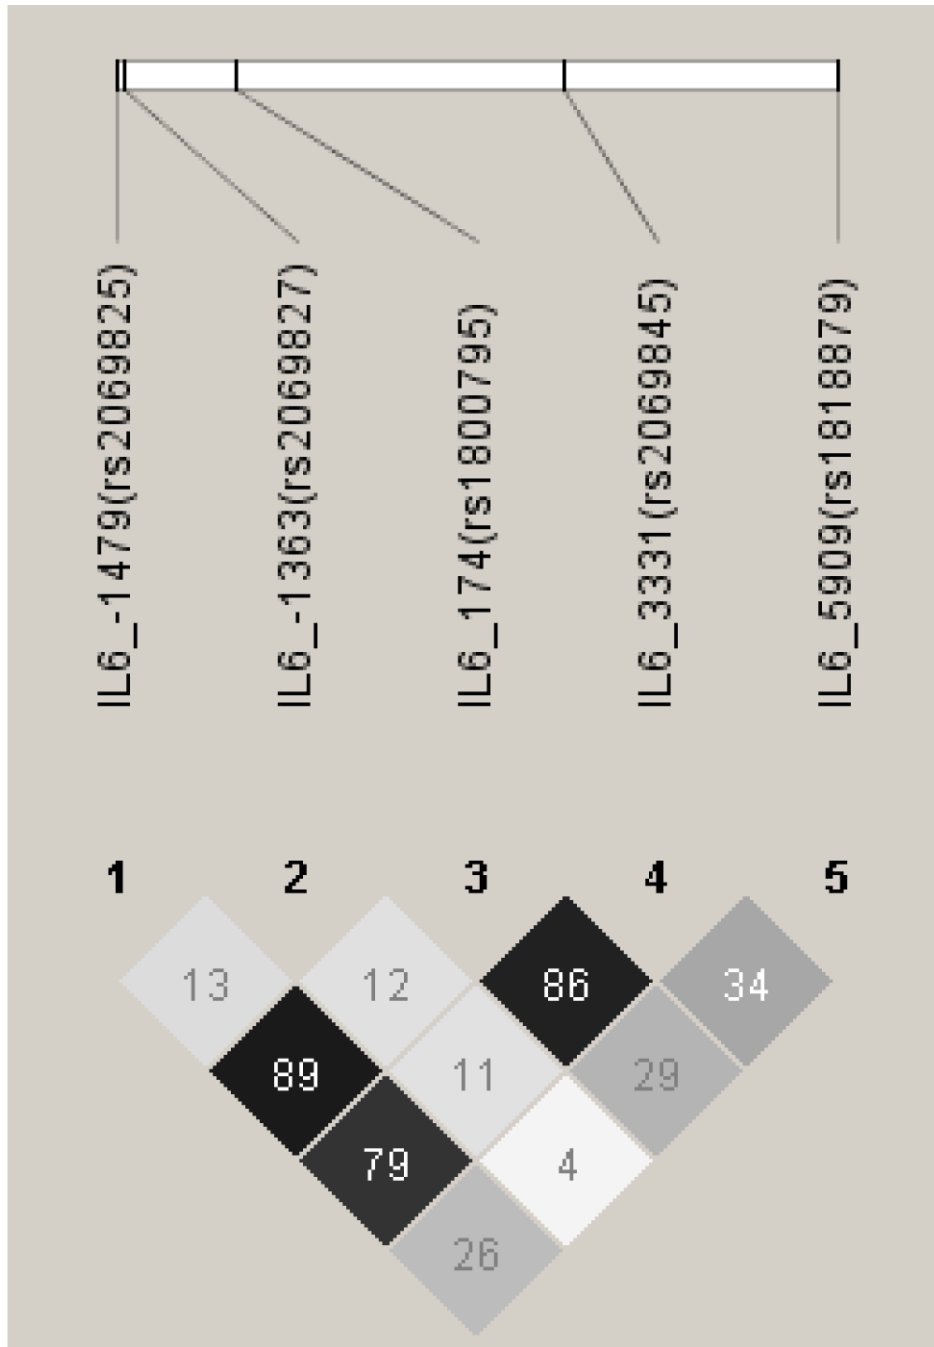 IL6_-1479(rs2069825)
IL6_-1363(rs2069827)
IL6_174(rs1800795)
IL6_3331(rs2069845)
IL6_5909(rs1818879)
1 2 3 4 5
13 12 86 34
89 11 29
79 4
26